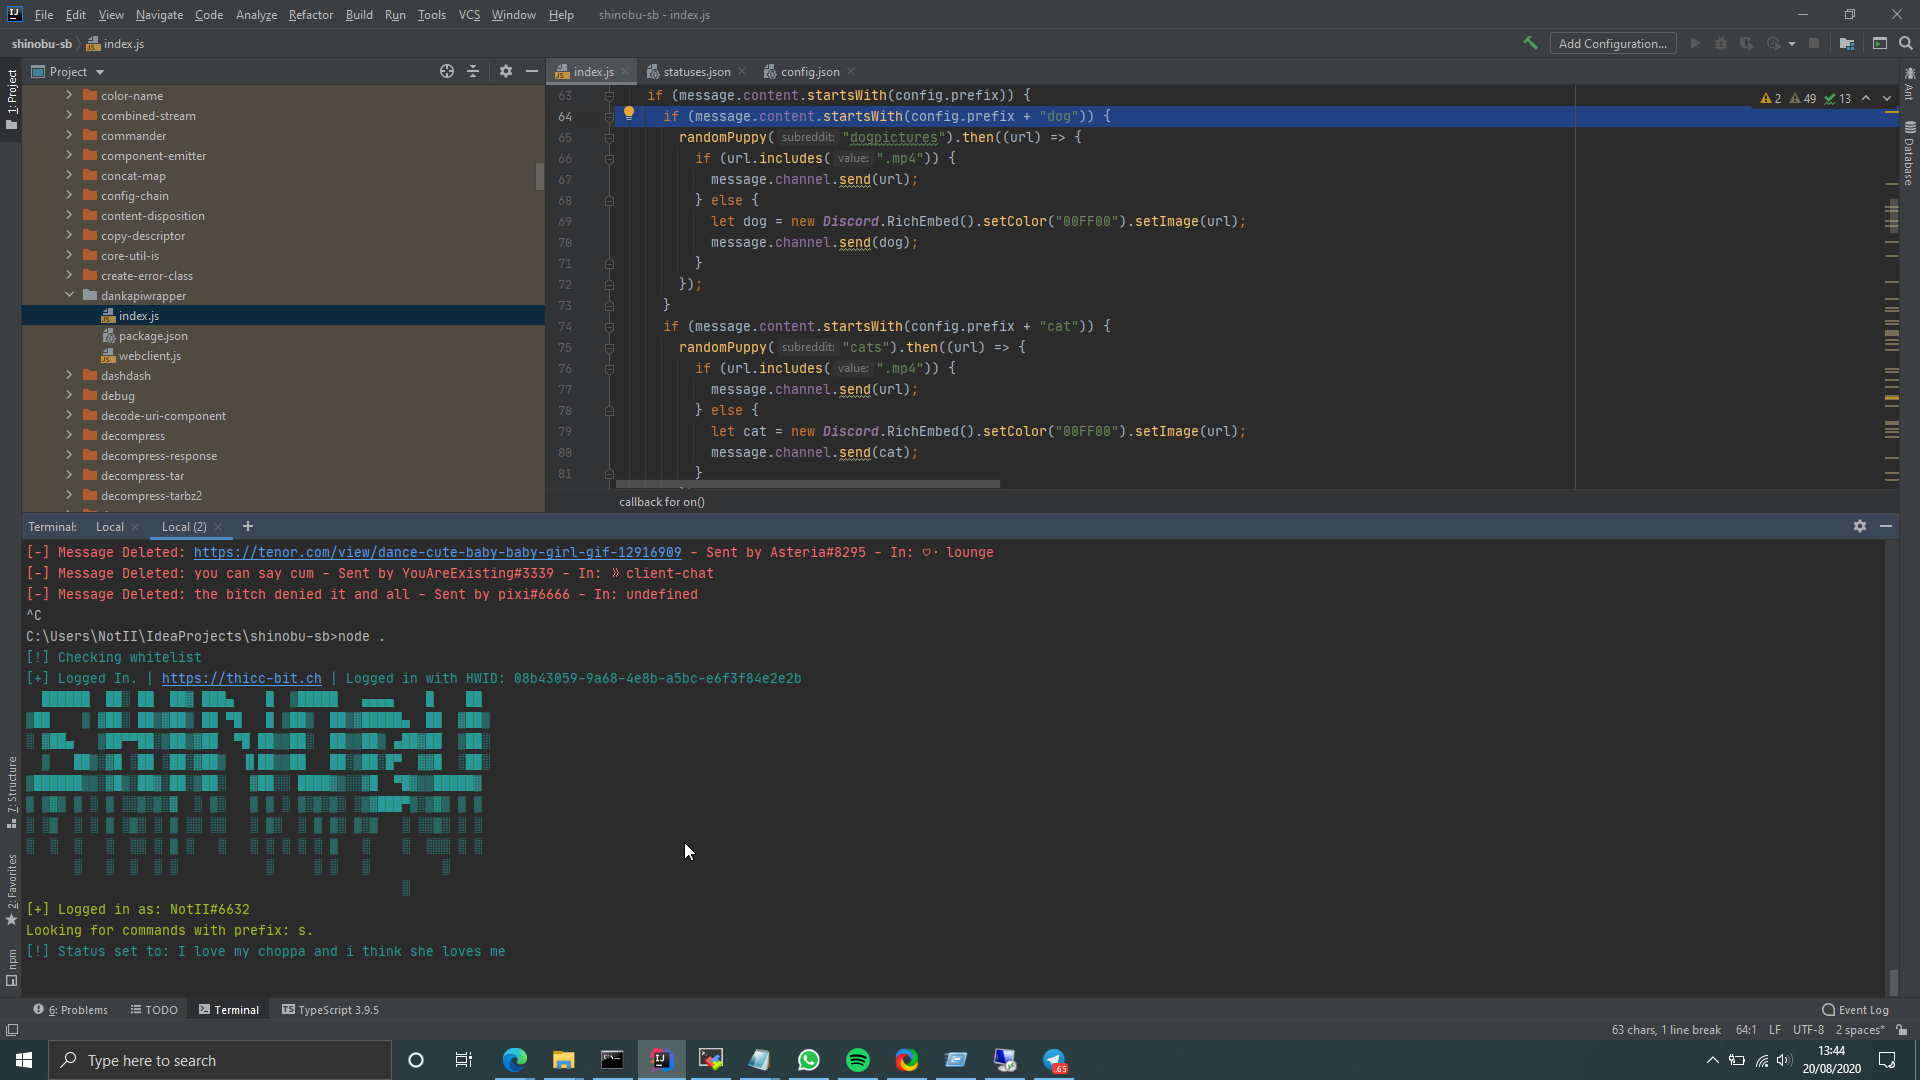 File Edit View Navigate Code Analyze Refactor Build Run Tools VCS Window Help shinobu-sb - index.js
shinobu-sb index.js Add Configuration...
1: Project
Project
index.js statuses.json config.json
color-name
combined-stream
commander
component-emitter
concat-map
config-chain
content-disposition
copy-descriptor
core-util-is
create-error-class
dankapiwrapper
index.js
package.json
webclient.js
dashdash
debug
decode-uri-component
decompress
decompress-response
decompress-tar
decompress-tarbz2
2 49 13
63 if (message.content.startsWith(config.prefix)) {
64 if (message.content.startsWith(config.prefix + "dog")) {
65 randomPuppy( subreddit: "dogpictures").then((url) => {
66 if (url.includes( value: ".mp4")) {
67 message.channel.send(url);
68 } else {
69 let dog = new Discord.RichEmbed().setColor("00FF00").setImage(url);
70 message.channel.send(dog);
71 }
72 });
73 }
74 if (message.content.startsWith(config.prefix + "cat")) {
75 randomPuppy( subreddit: "cats").then((url) => {
76 if (url.includes( value: ".mp4")) {
77 message.channel.send(url);
78 } else {
79 let cat = new Discord.RichEmbed().setColor("00FF00").setImage(url);
80 message.channel.send(cat);
81 }
callback for on()
Ant
Database
Terminal: Local Local (2)
[-] Message Deleted: https://tenor.com/view/dance-cute-baby-baby-girl-gif-12916909 - Sent by Asteria#8295 - In: ♡· lounge
[-] Message Deleted: you can say cum - Sent by YouAreExisting#3339 - In: »client-chat
[-] Message Deleted: the bitch denied it and all - Sent by pixi#6666 - In: undefined
^C
C:\Users\NotII\IdeaProjects\shinobu-sb>node .
[!] Checking whitelist
[+] Logged In. | https://thicc-bit.ch | Logged in with HWID: 08b43059-9a68-4e8b-a5bc-e6f3f84e2e2b
[+] Logged in as: NotII#6632
Looking for commands with prefix: s.
[!] Status set to: I love my choppa and i think she loves me
Z: Structure
2: Favorites
npm
6: Problems TODO Terminal TypeScript 3.9.5 Event Log
63 chars, 1 line break 64:1 LF UTF-8 2 spaces*
Type here to search
.65
13:44
20/08/2020